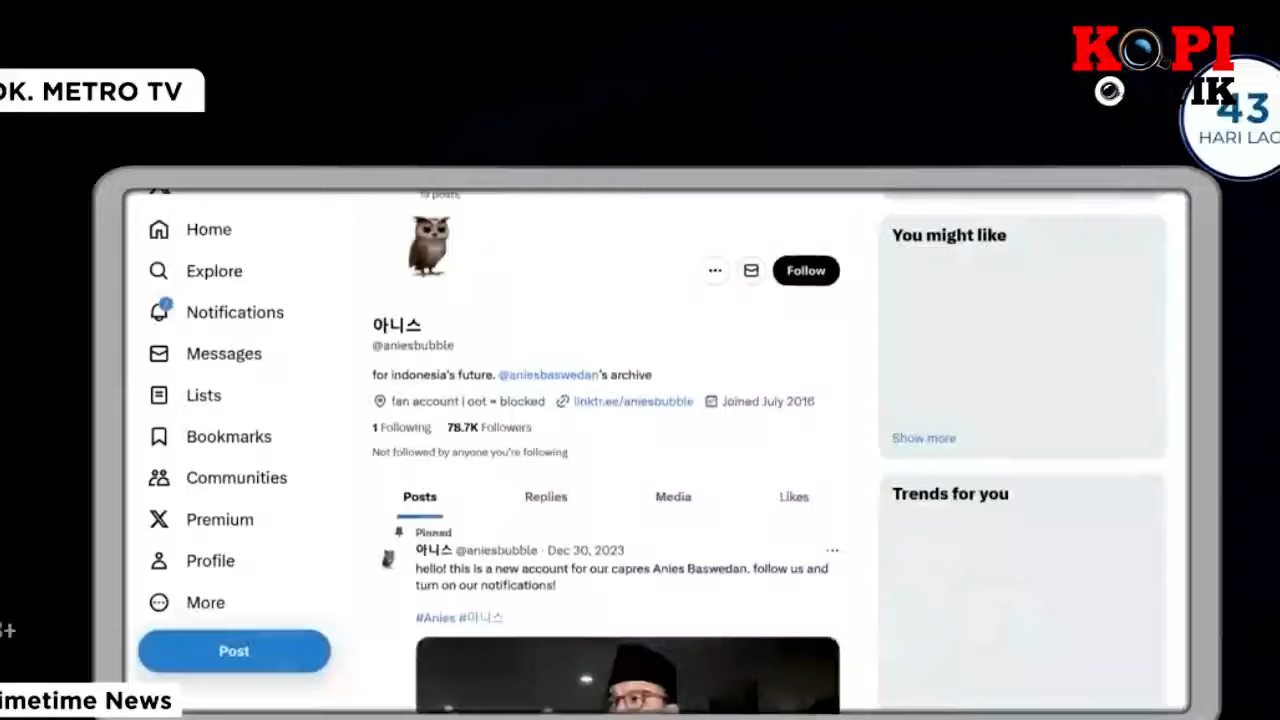 KOPI
IK
OK. METRO TV
43
HARI LAG
19 posts
Home
Explore
Notifications
Messages
Lists
Bookmarks
Communities
Premium
Profile
More
Post
Follow
아니스
@aniesbubble
for indonesia's future. @aniesbaswedan's archive
fan account | oot = blocked linktr.ee/aniesbubble Joined July 2016
1 Following 78.7K Followers
Not followed by anyone you're following
Posts Replies Media Likes
Pinned
아니스 @aniesbubble · Dec 30, 2023
hello! this is a new account for our capres Anies Baswedan, follow us and
turn on our notifications!
#Anies #아니스
You might like
Show more
Trends for you
imetime News